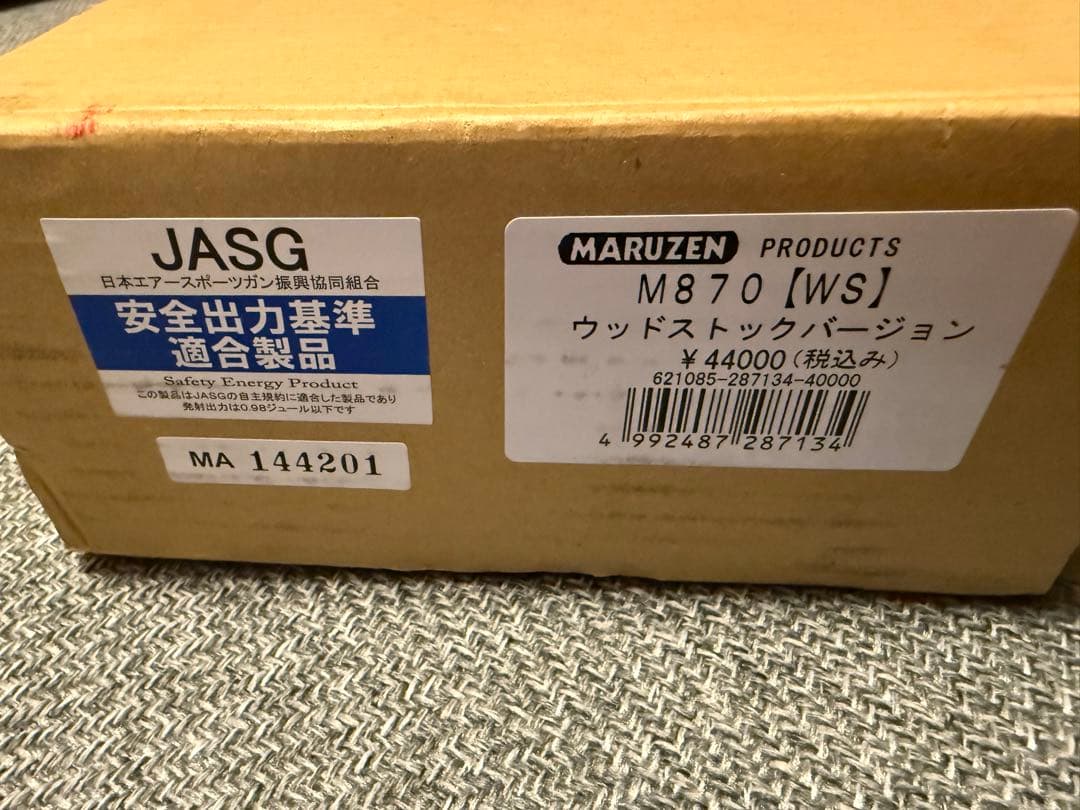 JASG
日本エアースポーツガン振興協同組合
安全出力基準
適合製品
Safety Energy Product
この製品はJASGの自主規約に適合した製品であり
発射出力は0.98ジュール以下です
MA 144201
MARUZEN PRODUCTS
M870【WS】
ウッドストックバージョン
￥44000(税込み)
621085-287134-40000
4 992487 287134